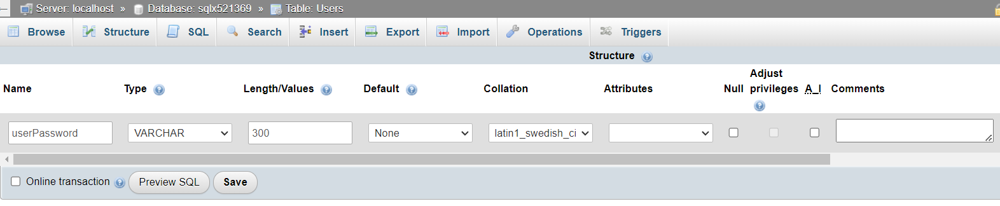 Server: localhost » Database: sqlx521369 » Table: Users
Browse Structure SQL Search Insert Export Import Operations Triggers
Structure
Name Type Length/Values Default Collation Attributes Null Adjust privileges A_I Comments
userPassword VARCHAR 300 None latin1_swedish_ci
Online transaction Preview SQL Save